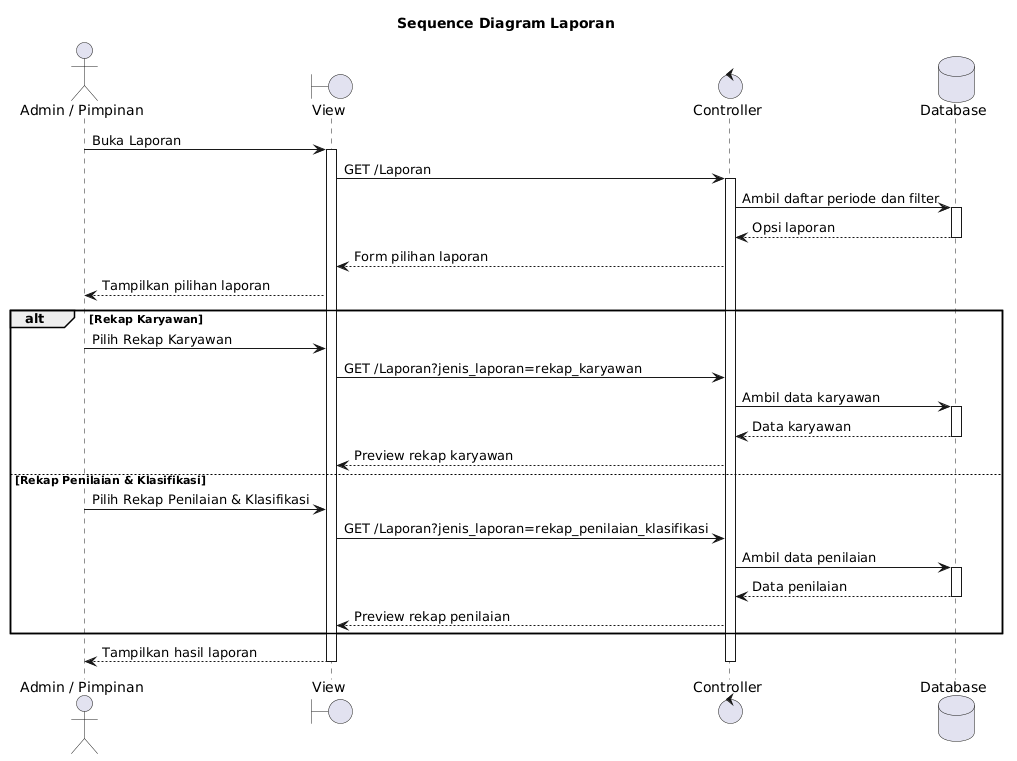 Sequence Diagram Laporan
Admin / Pimpinan
View
Controller
Database
Buka Laporan
GET /Laporan
Ambil daftar periode dan filter
Opsi laporan
Form pilihan laporan
Tampilkan pilihan laporan
alt
[Rekap Karyawan]
Pilih Rekap Karyawan
GET /Laporan?jenis_laporan=rekap_karyawan
Ambil data karyawan
Data karyawan
Preview rekap karyawan
[Rekap Penilaian & Klasifikasi]
Pilih Rekap Penilaian & Klasifikasi
GET /Laporan?jenis_laporan=rekap_penilaian_klasifikasi
Ambil data penilaian
Data penilaian
Preview rekap penilaian
Tampilkan hasil laporan
Admin / Pimpinan
View
Controller
Database